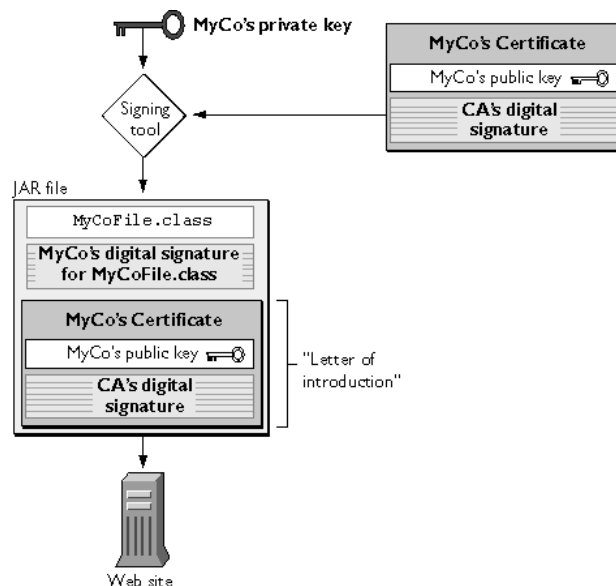 MyCo's private key
MyCo's Certificate
MyCo's public key
CA's digital
signature
Signing
tool
JAR file
MyCoFile.class
MyCo's digital signature
for MyCoFile.class
MyCo's Certificate
MyCo's public key
CA's digital
signature
"Letter of
introduction"
Web site